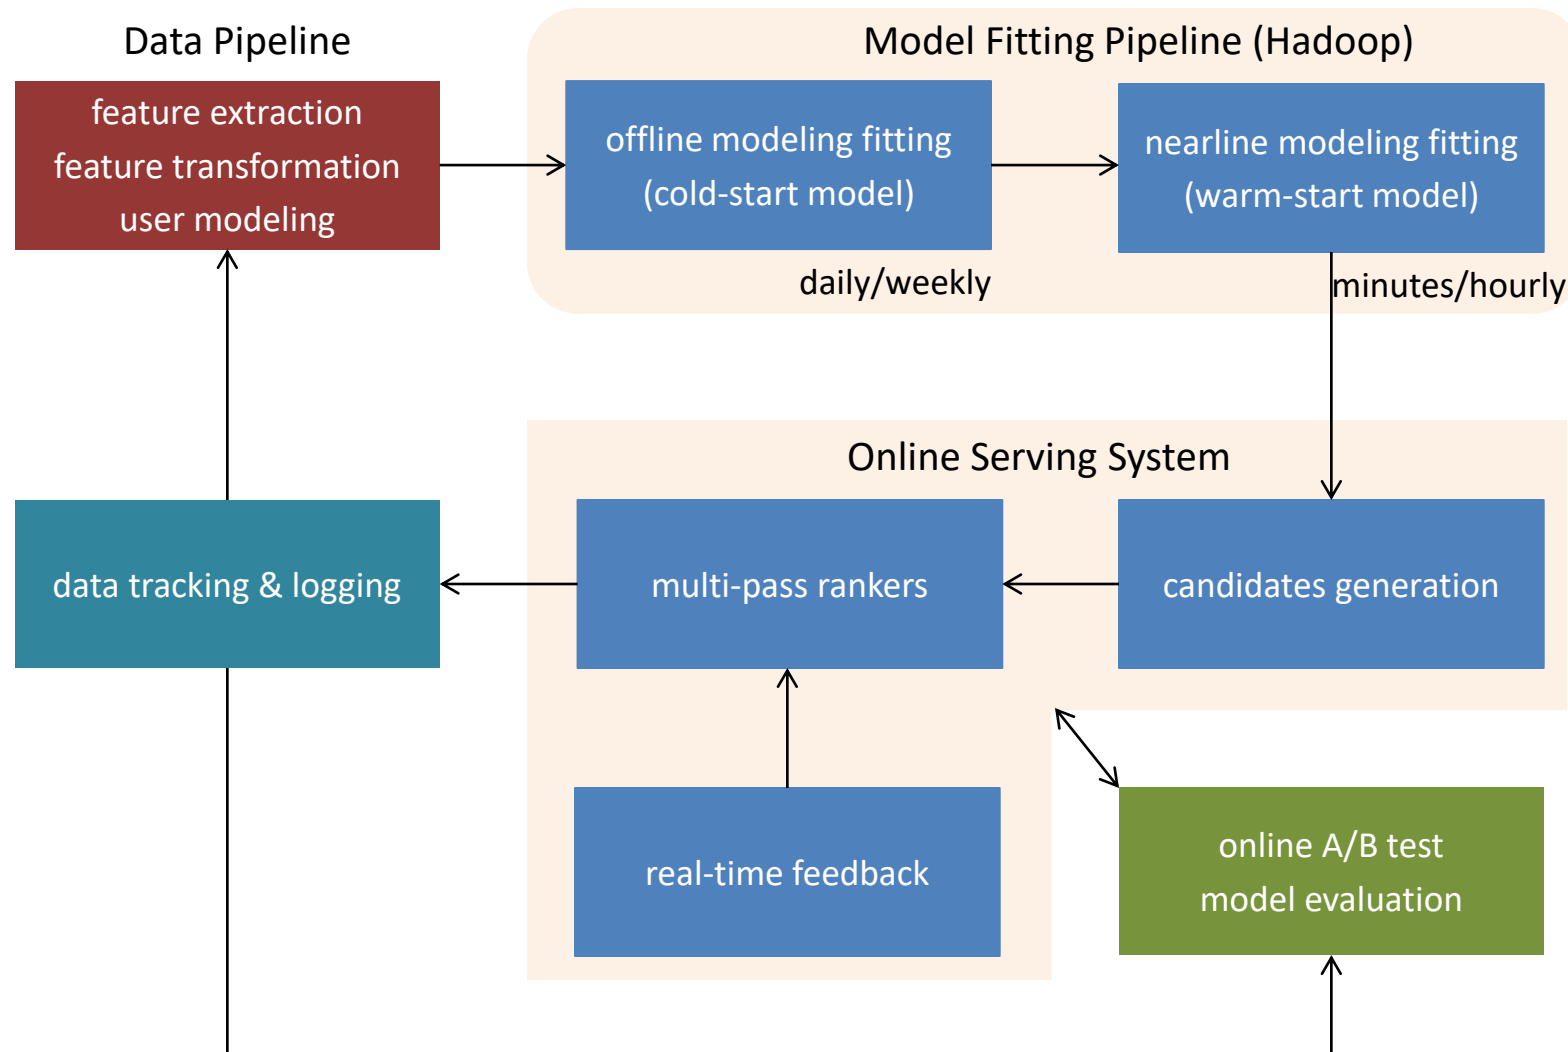 Data Pipeline
Model Fitting Pipeline (Hadoop)
feature extraction
feature transformation
user modeling
offline modeling fitting
(cold-start model)
nearline modeling fitting
(warm-start model)
daily/weekly
minutes/hourly
Online Serving System
data tracking & logging
multi-pass rankers
candidates generation
real-time feedback
online A/B test
model evaluation